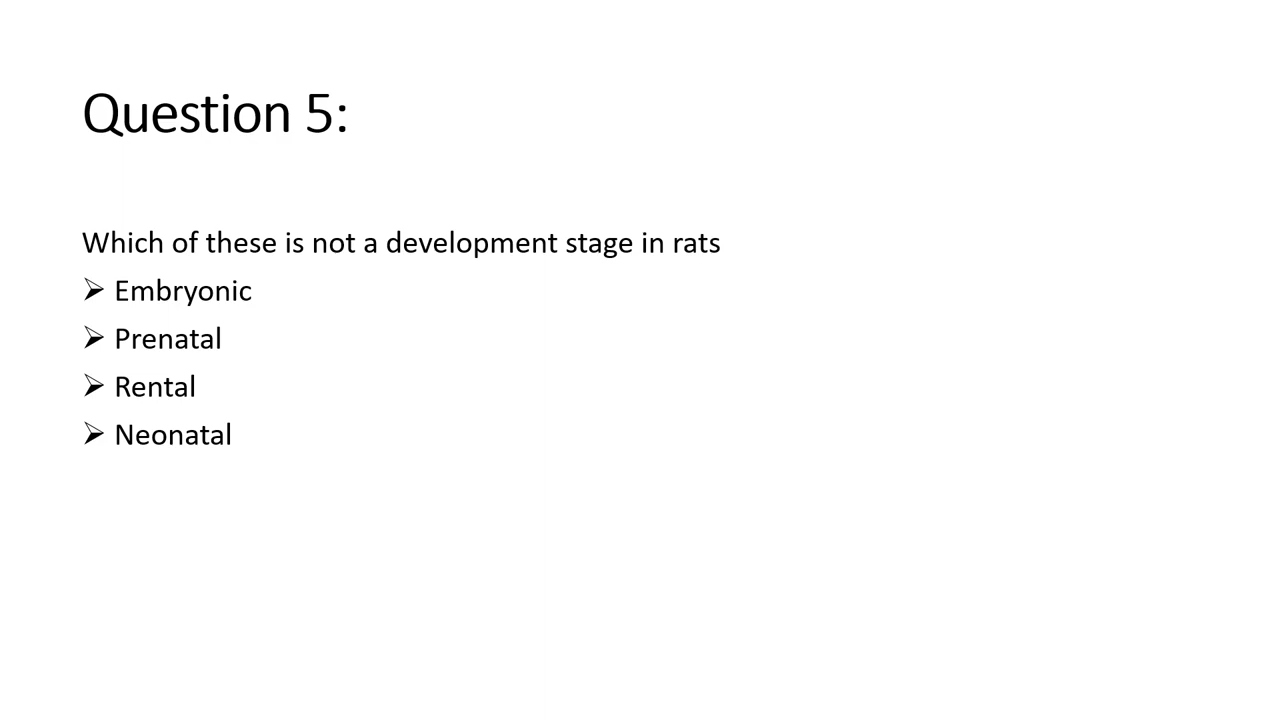 Question 5:
Which of these is not a development stage in rats
➢ Embryonic
➢ Prenatal
➢ Rental
➢ Neonatal